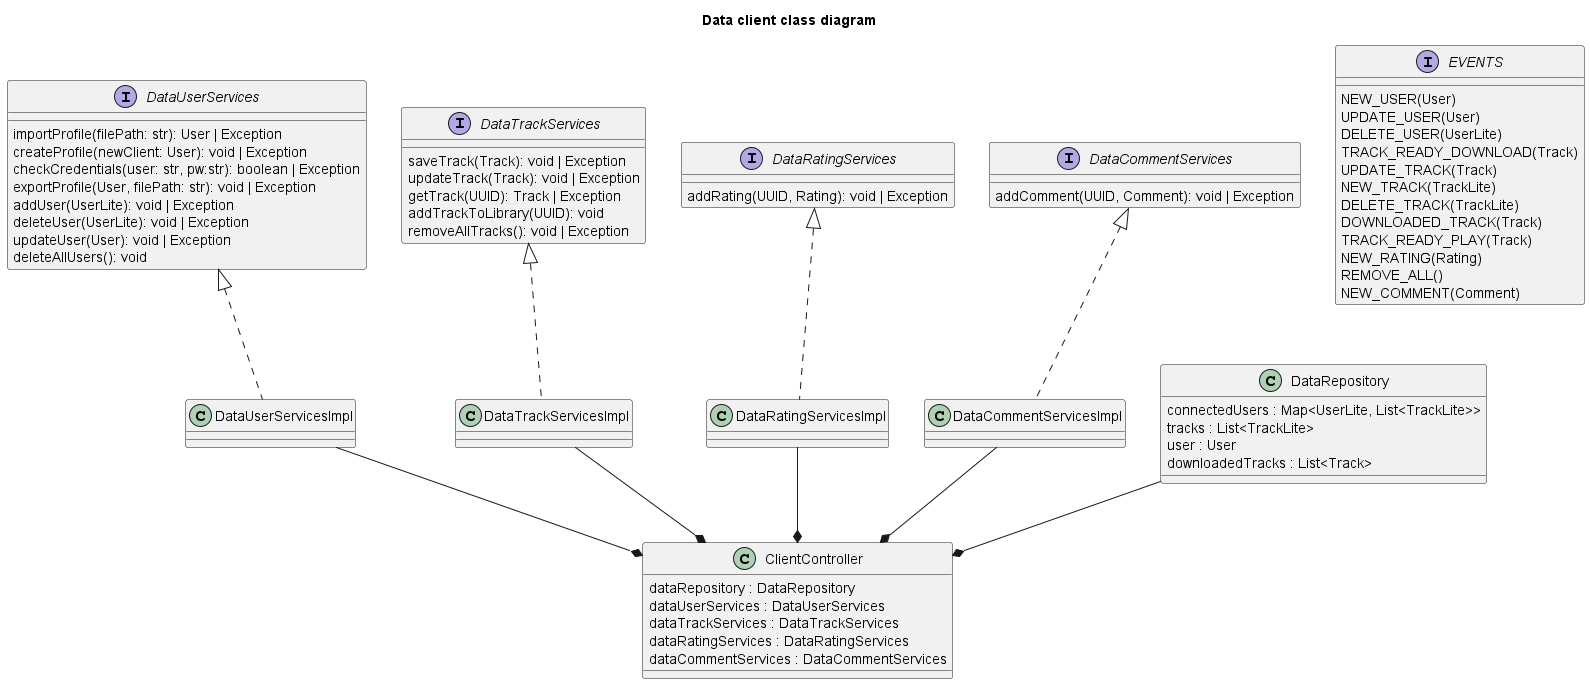 Data client class diagram
I DataUserServices
importProfile(filePath: str): User | Exception
createProfile(newClient: User): void | Exception
checkCredentials(user: str, pw:str): boolean | Exception
exportProfile(User, filePath: str): void | Exception
addUser(UserLite): void | Exception
deleteUser(UserLite): void | Exception
updateUser(User): void | Exception
deleteAllUsers(): void
I DataTrackServices
saveTrack(Track): void | Exception
updateTrack(Track): void | Exception
getTrack(UUID): Track | Exception
addTrackToLibrary(UUID): void
removeAllTracks(): void | Exception
I DataRatingServices
addRating(UUID, Rating): void | Exception
I DataCommentServices
addComment(UUID, Comment): void | Exception
I EVENTS
NEW_USER(User)
UPDATE_USER(User)
DELETE_USER(UserLite)
TRACK_READY_DOWNLOAD(Track)
UPDATE_TRACK(Track)
NEW_TRACK(TrackLite)
DELETE_TRACK(TrackLite)
DOWNLOADED_TRACK(Track)
TRACK_READY_PLAY(Track)
NEW_RATING(Rating)
REMOVE_ALL()
NEW_COMMENT(Comment)
C DataUserServicesImpl
C DataTrackServicesImpl
C DataRatingServicesImpl
C DataCommentServicesImpl
C DataRepository
connectedUsers : Map<UserLite, List<TrackLite>>
tracks : List<TrackLite>
user : User
downloadedTracks : List<Track>
C ClientController
dataRepository : DataRepository
dataUserServices : DataUserServices
dataTrackServices : DataTrackServices
dataRatingServices : DataRatingServices
dataCommentServices : DataCommentServices